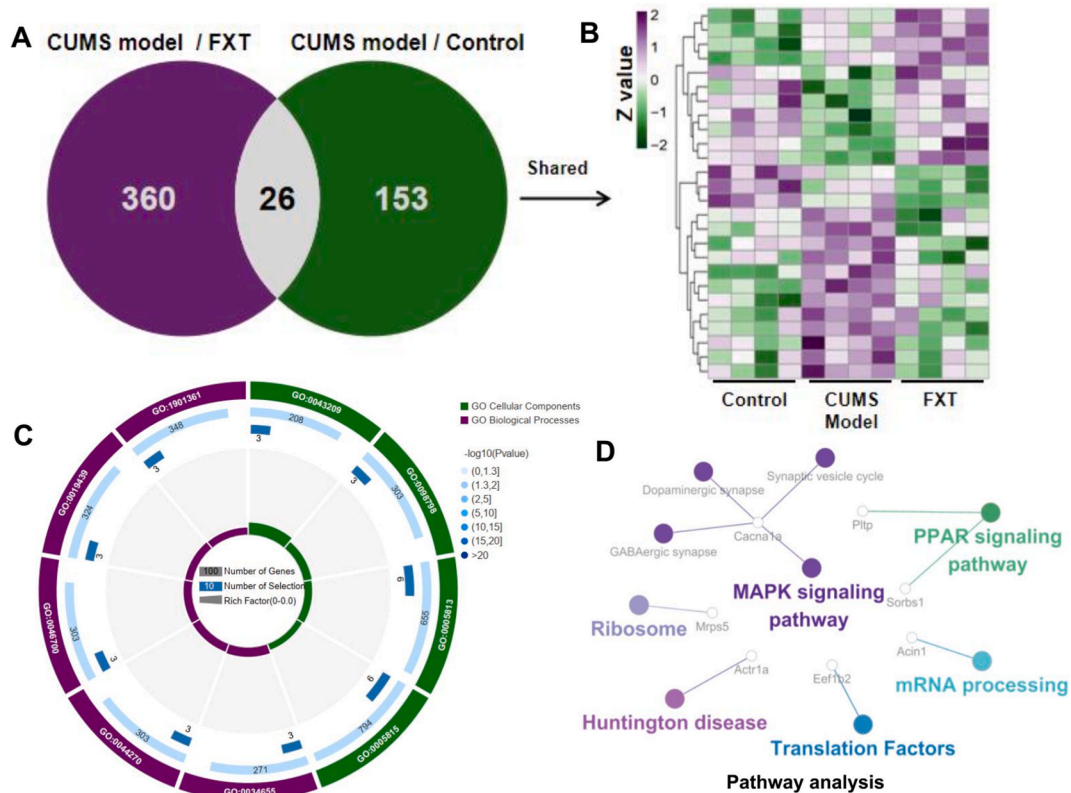 A
CUMS model / FXT
CUMS model / Control
360
26
153
Shared
B
Z value
2
1
0
−1
−2
Control
CUMS
Model
FXT
C
GO:1901361
GO:0043209
GO:0019439
GO:0098798
GO:0046700
GO:0005813
GO:0044270
GO:0034655
GO:0005815
348
208
3
3
324
303
3
3
303
655
3
6
303
794
3
6
271
3
100 Number of Genes
10 Number of Selection
Rich Factor(0-0.0)
GO Cellular Components
GO Biological Processes
-log10(Pvalue)
(0,1.3]
(1.3,2]
(2,5]
(5,10]
(10,15]
(15,20]
>20
D
Dopaminergic synapse
Synaptic vesicle cycle
GABAergic synapse
Cacna1a
Pltp
PPAR signaling
pathway
MAPK signaling
pathway
Sorbs1
Ribosome
Mrps5
Acin1
mRNA processing
Actr1a
Eef1b2
Huntington disease
Translation Factors
Pathway analysis